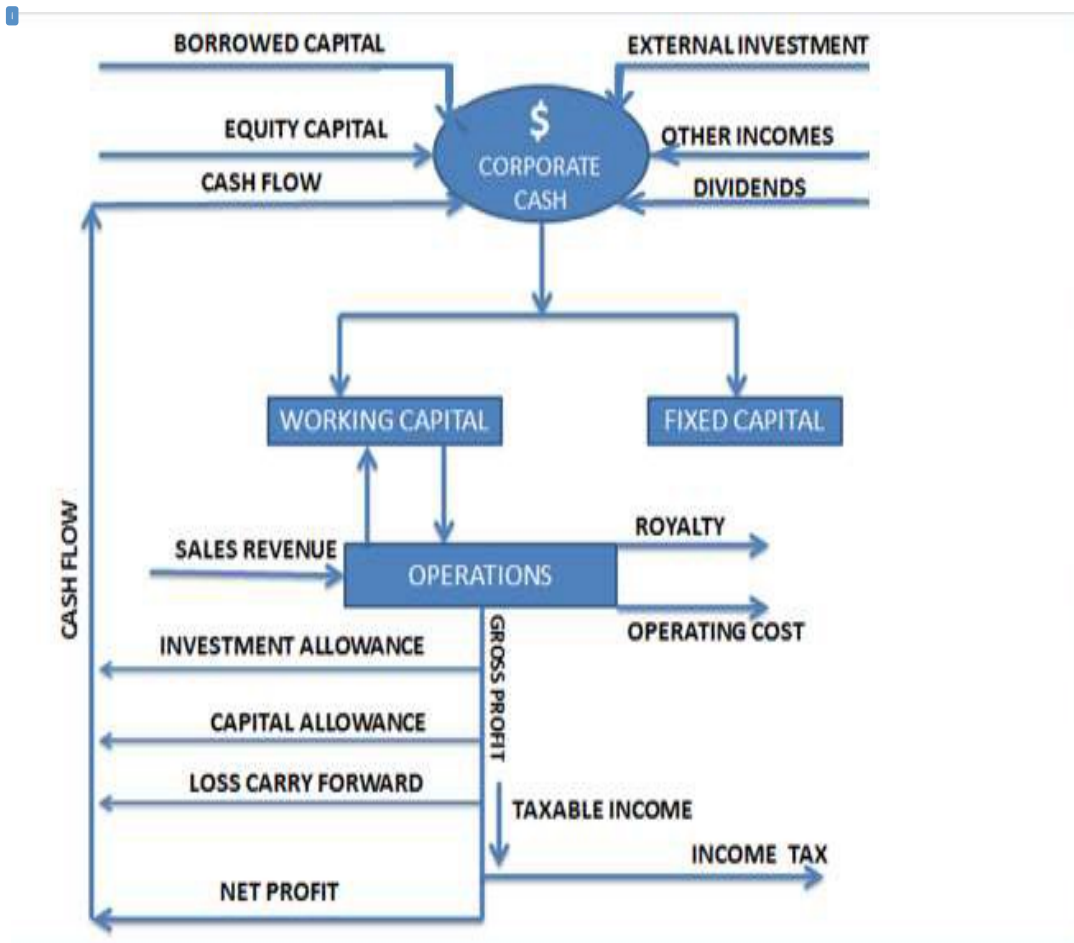 BORROWED CAPITAL
EXTERNAL INVESTMENT
$
EQUITY CAPITAL
OTHER INCOMES
CORPORATE
CASH
CASH FLOW
DIVIDENDS
WORKING CAPITAL
FIXED CAPITAL
CASH FLOW
SALES REVENUE
ROYALTY
OPERATIONS
OPERATING COST
GROSS PROFIT
INVESTMENT ALLOWANCE
CAPITAL ALLOWANCE
LOSS CARRY FORWARD
TAXABLE INCOME
INCOME TAX
NET PROFIT